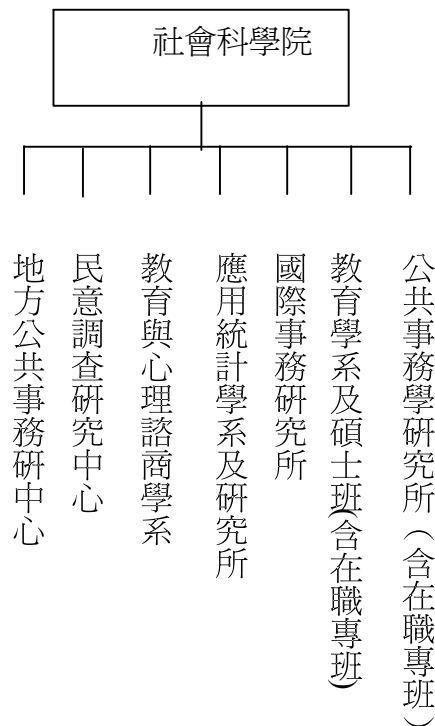 社會科學院
地方公共事務研中心
民意調查研究中心
教育與心理諮商學系
應用統計學系及研究所
國際事務研究所
教育學系及碩士班(含在職專班)
公共事務學研究所（含在職專班）